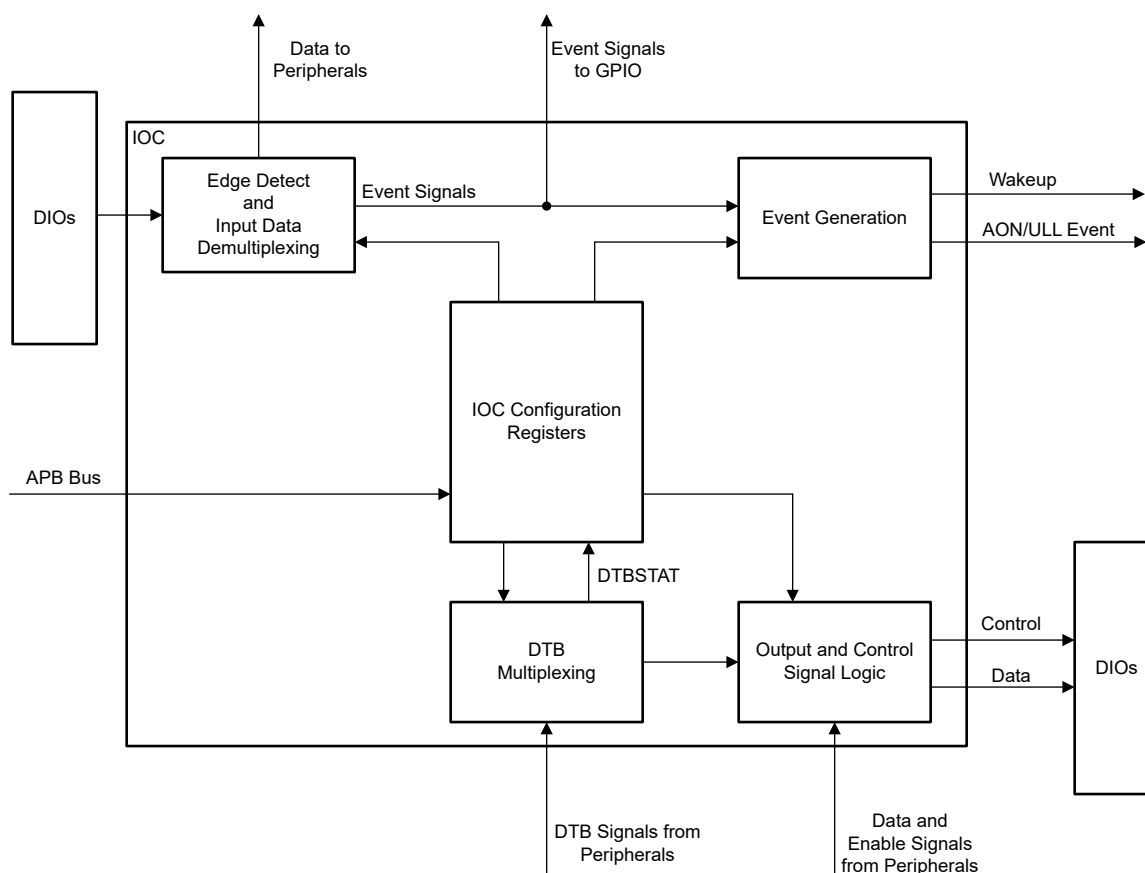 Data to
Peripherals
Event Signals
to GPIO
IOC
DIOs
Edge Detect
and
Input Data
Demultiplexing
Event Signals
Event Generation
Wakeup
AON/ULL Event
IOC Configuration
Registers
APB Bus
DTBSTAT
DTB
Multiplexing
Output and Control
Signal Logic
Control
Data
DIOs
DTB Signals from
Peripherals
Data and
Enable Signals
from Peripherals